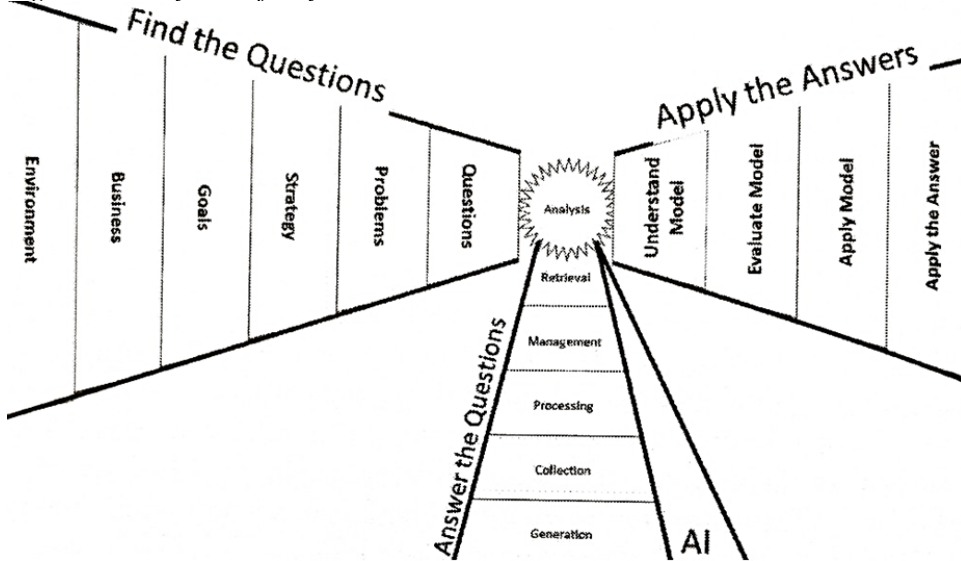 Find the Questions
Environment
Business
Goals
Strategy
Problems
Questions
Analysis
Apply the Answers
Understand
Model
Evaluate Model
Apply Model
Apply the Answer
Answer the Questions
Retrieval
Management
Processing
Collection
Generation
AI